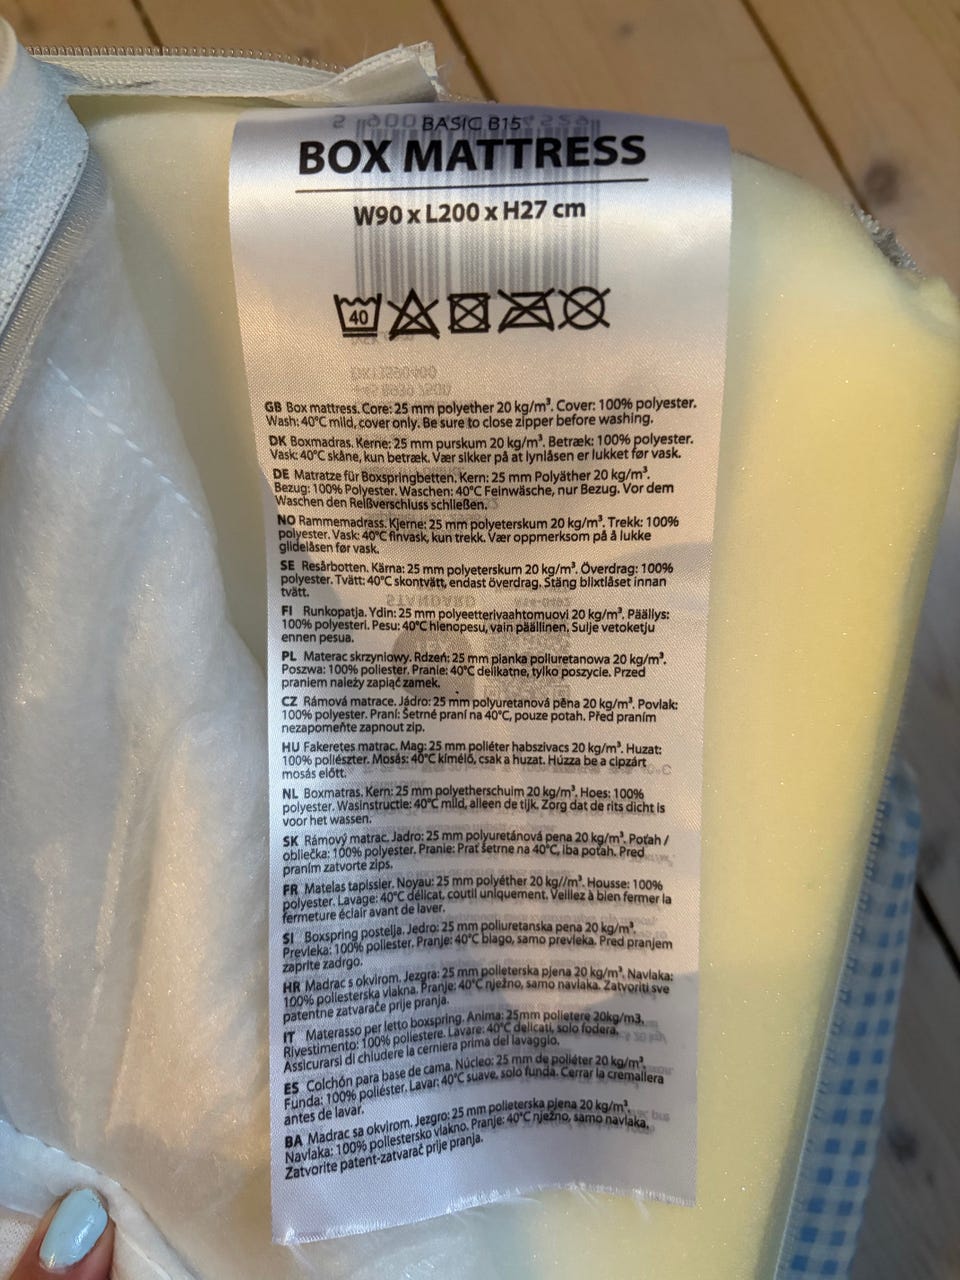 BASIC B15
BOX MATTRESS
W90 x L200 x H27 cm
40
GB Box mattress. Core: 25 mm polyether 20 kg/m³. Cover: 100% polyester.
Wash: 40°C mild, cover only. Be sure to close zipper before washing.
DK Boxmadras. Kerne: 25 mm purskum 20 kg/m³. Betræk: 100% polyester.
Vask: 40°C skåne, kun betræk. Vær sikker på at lynlåsen er lukket før vask.
DE Matratze für Boxspringbetten. Kern: 25 mm Polyäther 20 kg/m³.
Bezug: 100% Polyester. Waschen: 40°C Feinwäsche, nur Bezug. Vor dem
Waschen den Reißverschluss schließen.
NO Rammemadrass. Kjerne: 25 mm polyeterskum 20 kg/m³. Trekk: 100%
polyester. Vask: 40°C finvask, kun trekk. Vær oppmerksom på å lukke
glidelåsen før vask.
SE Resårbotten. Kärna: 25 mm polyeterskum 20 kg/m³. Överdrag: 100%
polyester. Tvätt: 40°C skontvätt, endast överdrag. Stäng blixtlåset innan
tvätt.
FI Runkopatja. Ydin: 25 mm polyeetterivaahtomuovi 20 kg/m³. Päällys:
100% polyesteri. Pesu: 40°C hienopesu, vain päällinen. Sulje vetoketju
ennen pesua.
PL Materac skrzyniowy. Rdzeń: 25 mm pianka poliuretanowa 20 kg/m³.
Poszwa: 100% poliester. Pranie: 40°C delikatne, tylko poszycie. Przed
praniem należy zapiąć zamek.
CZ Rámová matrace. Jádro: 25 mm polyuretanová pěna 20 kg/m³. Povlak:
100% polyester. Praní: Šetrné praní na 40°C, pouze potah. Před praním
nezapomeňte zapnout zip.
HU Fakeretes matrac. Mag: 25 mm poliéter habszivacs 20 kg/m³. Huzat:
100% poliészter. Mosás: 40°C kímélő, csak a huzat. Húzza be a cipzárt
mosás előtt.
NL Boxmatras. Kern: 25 mm polyetherschuim 20 kg/m³. Hoes: 100%
polyester. Wasinstructie: 40°C mild, alleen de tijk. Zorg dat de rits dicht is
voor het wassen.
SK Rámový matrac. Jadro: 25 mm polyuretánová pena 20 kg/m³. Poťah /
obliečka: 100% polyester. Pranie: Prať šetrne na 40°C, iba poťah. Pred
praním zatvorte zips.
FR Matelas tapissier. Noyau: 25 mm polyéther 20 kg//m³. Housse: 100%
polyester. Lavage: 40°C délicat, coutil uniquement. Veillez à bien fermer la
fermeture éclair avant de laver.
SI Boxspring postelja. Jedro: 25 mm poliuretanska pena 20 kg/m³.
Prevleka: 100% poliester. Pranje: 40°C blago, samo prevleka. Pred pranjem
zaprite zadrgo.
HR Madrac s okvirom. Jezgra: 25 mm polieterska pjena 20 kg/m³. Navlaka:
100% poliesterska vlakna. Pranje: 40°C nježno, samo navlaka. Zatvoriti sve
patentne zatvarače prije pranja.
IT Materasso per letto boxspring. Anima: 25mm polietere 20kg/m3.
Rivestimento: 100% poliestere. Lavare: 40°C delicati, solo fodera.
Assicurarsi di chiudere la cerniera prima del lavaggio.
ES Colchón para base de cama. Núcleo: 25 mm de poliéter 20 kg/m³.
Funda: 100% poliéster. Lavar: 40°C suave, solo funda. Cerrar la cremallera
antes de lavar.
BA Madrac sa okvirom. Jezgro: 25 mm polieterska pjena 20 kg/m³.
Navlaka: 100% poliestersko vlakno. Pranje: 40°C nježno, samo navlaka.
Zatvorite patent-zatvarač prije pranja.